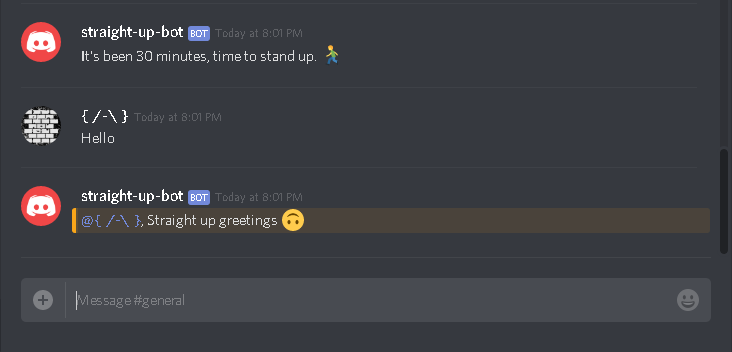 straight-up-bot BOT Today at 8:01 PM
It's been 30 minutes, time to stand up. 🏃‍♂️
{ /-\ } Today at 8:01 PM
Hello
straight-up-bot BOT Today at 8:01 PM
@{ /-\ }, Straight up greetings 🙃
Message #general